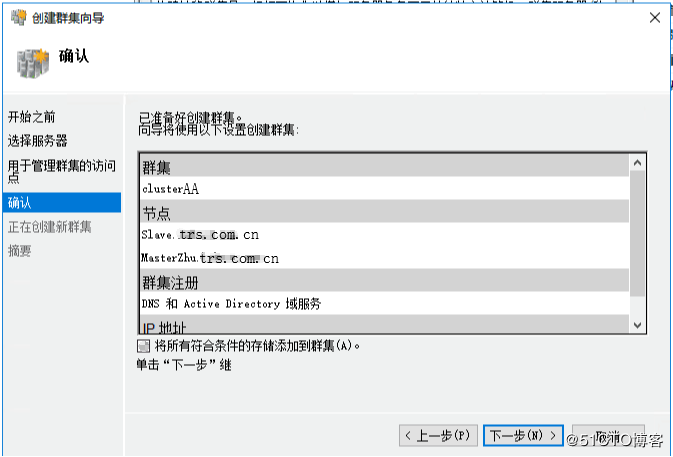 创建群集向导
确认
开始之前
选择服务器
用于管理群集的访问点
确认
正在创建新群集
摘要
已准备好创建群集。
向导将使用以下设置创建群集:
群集
clusterAA
节点
Slave.trs.com.cn
MasterZhu.trs.com.cn
群集注册
DNS 和 Active Directory 域服务
IP 地址
将所有符合条件的存储添加到群集(A)。
单击“下一步”继
< 上一步(P)
下一步(N) >
取消
@51CTO博客